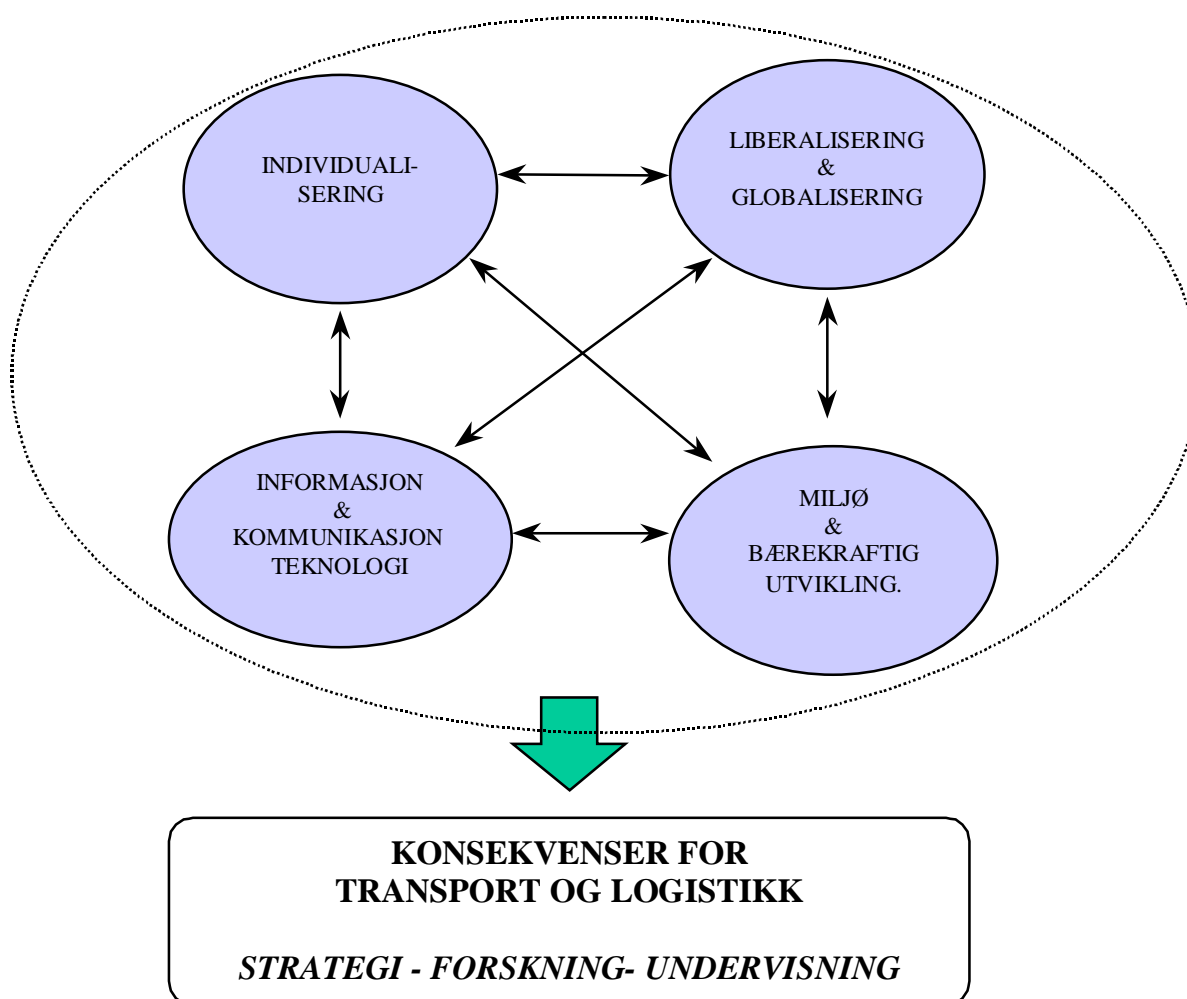 INDIVIDUALI-
SERING
LIBERALISERING
&
GLOBALISERING
INFORMASJON
&
KOMMUNIKASJON
TEKNOLOGI
MILJØ
&
BÆREKRAFTIG
UTVIKLING.
KONSEKVENSER FOR
TRANSPORT OG LOGISTIKK
STRATEGI - FORSKNING- UNDERVISNING